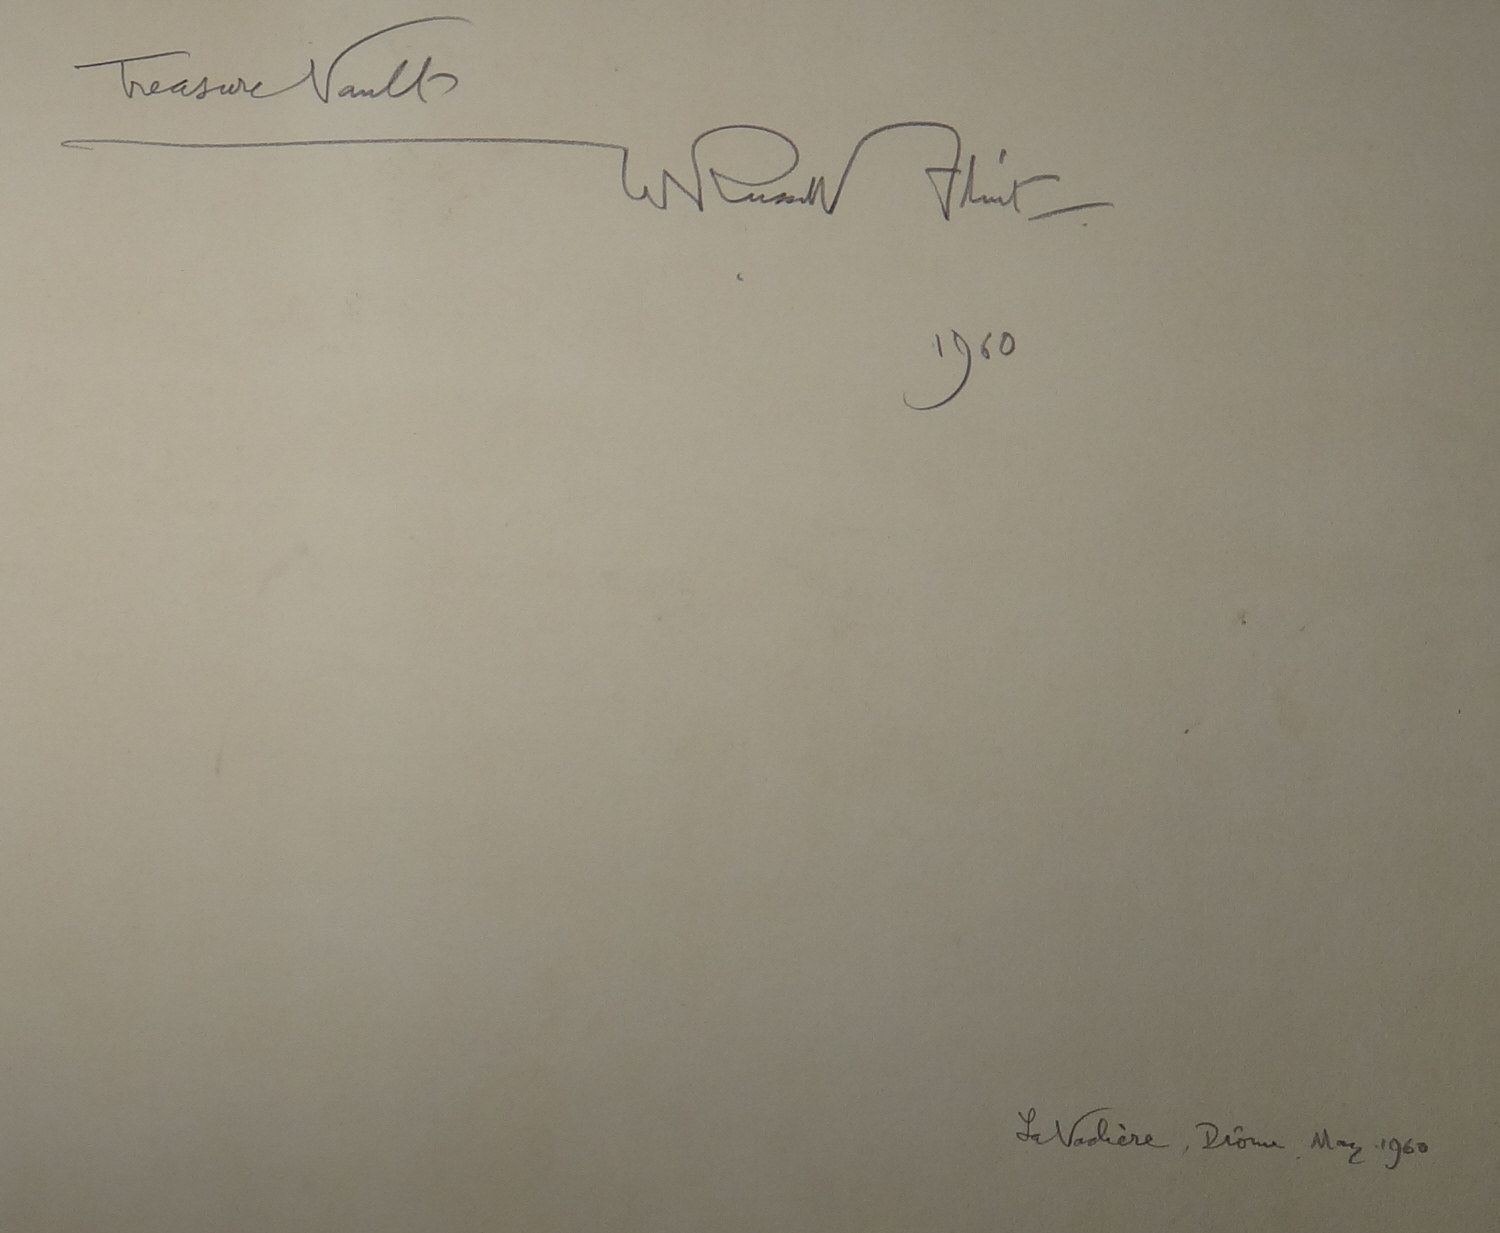 Treasure Vaults
W Russell Flint
1960
La Vachère, Drôme, May 1960